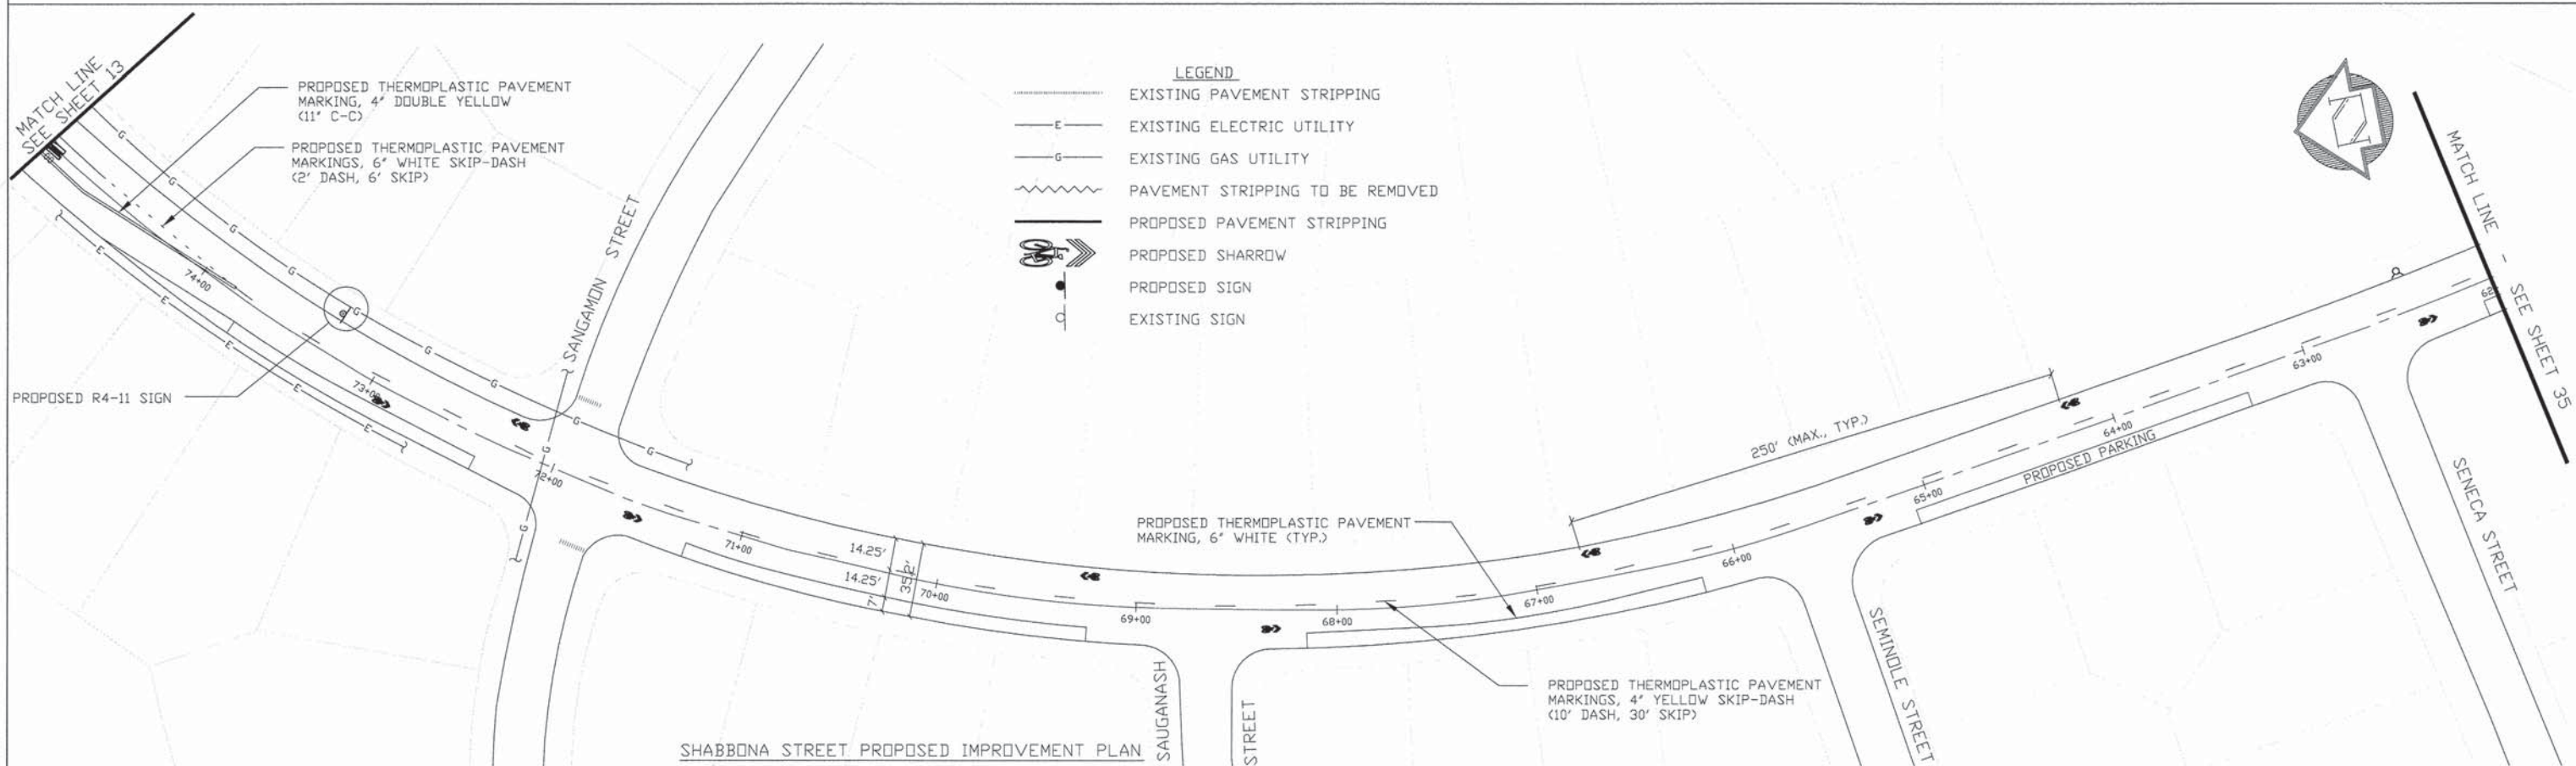 MATCH LINE
SEE SHEET 13
PROPOSED THERMOPLASTIC PAVEMENT
MARKING, 4" DOUBLE YELLOW
(11" C-C)
PROPOSED THERMOPLASTIC PAVEMENT
MARKINGS, 6" WHITE SKIP-DASH
(2' DASH, 6' SKIP)
PROPOSED R4-11 SIGN
SANGAMON STREET
LEGEND
EXISTING PAVEMENT STRIPPING
E EXISTING ELECTRIC UTILITY
G EXISTING GAS UTILITY
PAVEMENT STRIPPING TO BE REMOVED
PROPOSED PAVEMENT STRIPPING
PROPOSED SHARROW
PROPOSED SIGN
EXISTING SIGN
MATCH LINE - SEE SHEET 35
74+00
73+00
72+00
71+00
70+00
69+00
68+00
67+00
66+00
65+00
64+00
63+00
62
G
G
G
G
G
G
G
G
G
G
G
E
E
E
E
E
14.25'
14.25'
7'
35.2'
250' (MAX., TYP.)
PROPOSED PARKING
PROPOSED THERMOPLASTIC PAVEMENT
MARKING, 6" WHITE (TYP.)
PROPOSED THERMOPLASTIC PAVEMENT
MARKINGS, 4" YELLOW SKIP-DASH
(10' DASH, 30' SKIP)
SAUGANASH
STREET
SEMINOLE STREET
SENECA STREET
SHABBONA STREET PROPOSED IMPROVEMENT PLAN